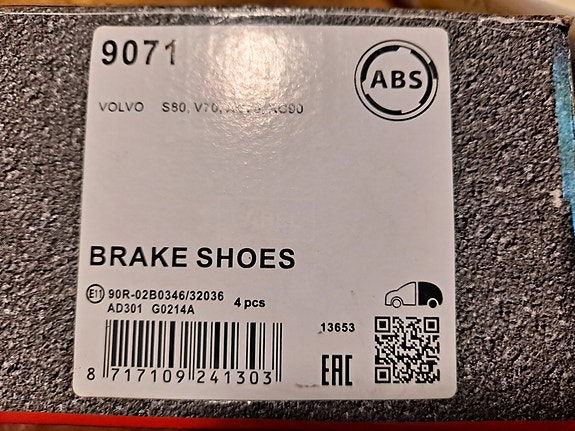 9071
ABS
VOLVO S80, V70, XC90
BRAKE SHOES
E11 90R-02B0346/32036 4 pcs
AD301 G0214A
13653
8 717109 241303
EAC